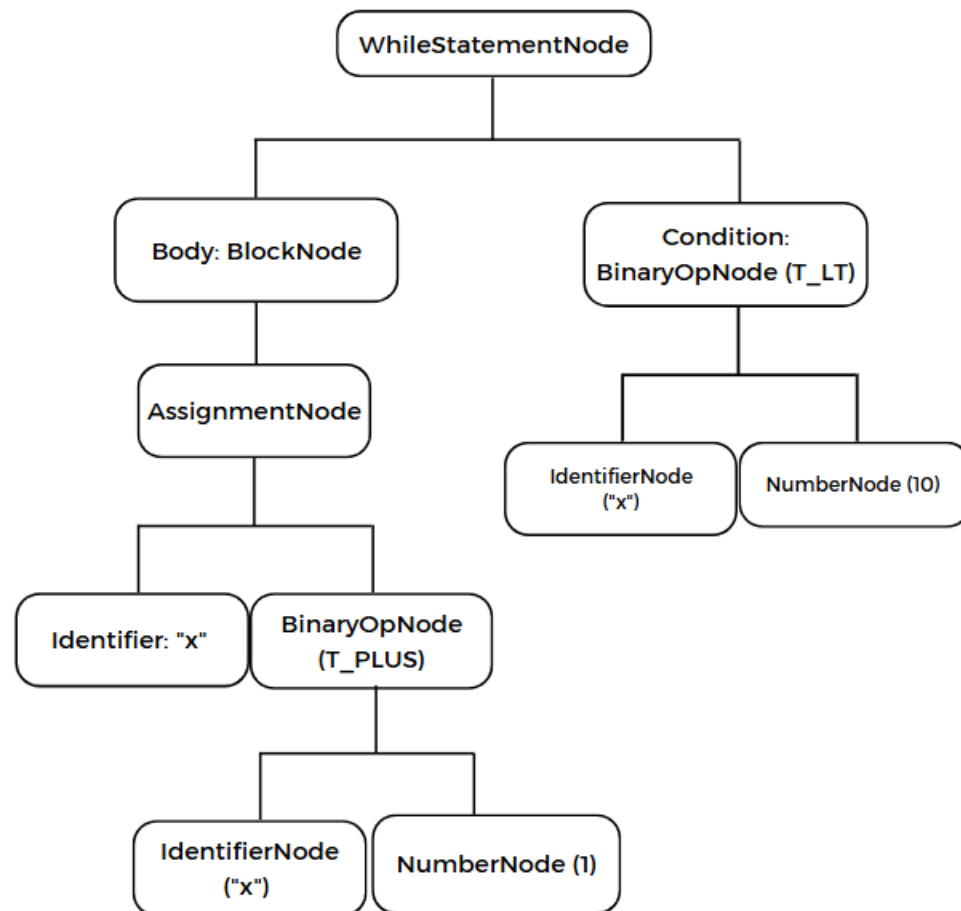 WhileStatementNode
Body: BlockNode
Condition:
BinaryOpNode (T_LT)
AssignmentNode
IdentifierNode
("x")
NumberNode (10)
Identifier: "x"
BinaryOpNode
(T_PLUS)
IdentifierNode
("x")
NumberNode (1)